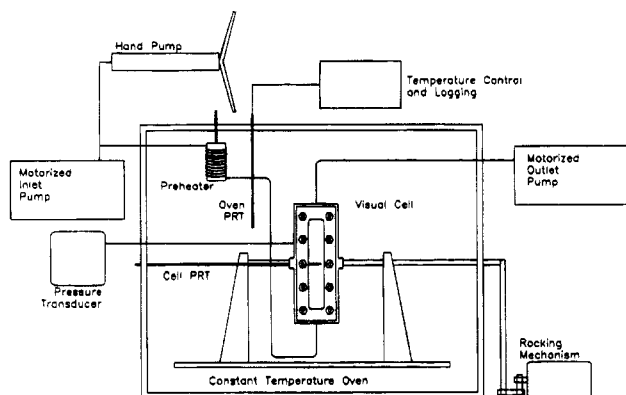 Hand Pump
Temperature Control
and Logging
Motorized
Inlet
Pump
Preheater
Oven
PRT
Visual Cell
Motorized
Outlet
Pump
Cell PRT
Pressure
Transducer
Rocking
Mechanism
Constant Temperature Oven